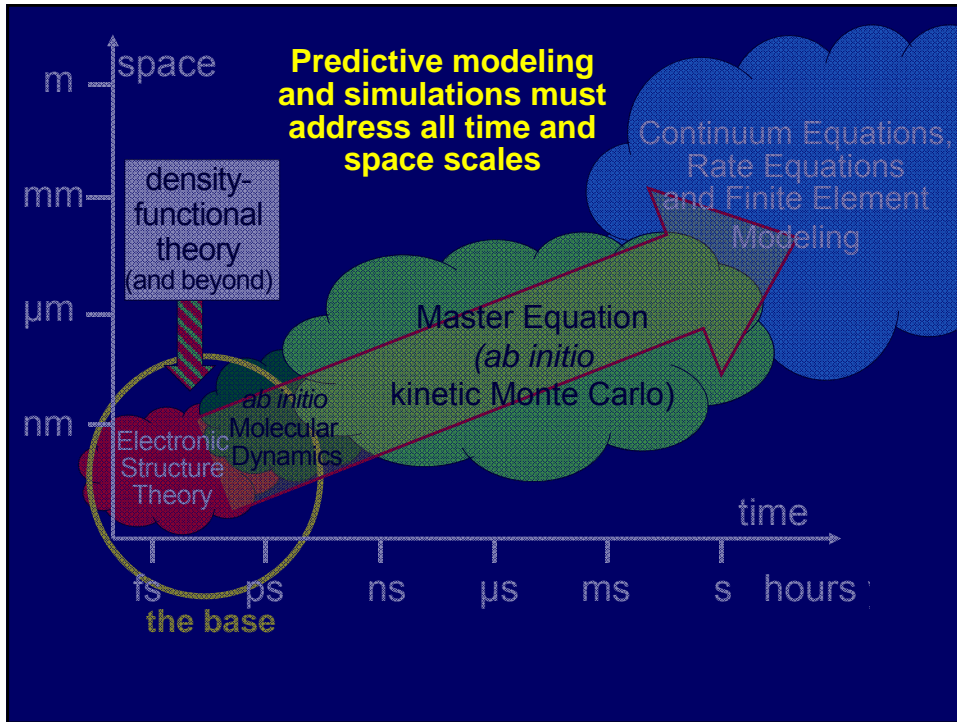 space
m
mm
µm
nm
Predictive modeling
and simulations must
address all time and
space scales
density-
functional
theory
(and beyond)
Continuum Equations,
Rate Equations
and Finite Element
Modeling
Master Equation
(ab initio
kinetic Monte Carlo)
ab initio
Molecular
Dynamics
Electronic
Structure
Theory
time
fs ps ns µs ms s hours
the base